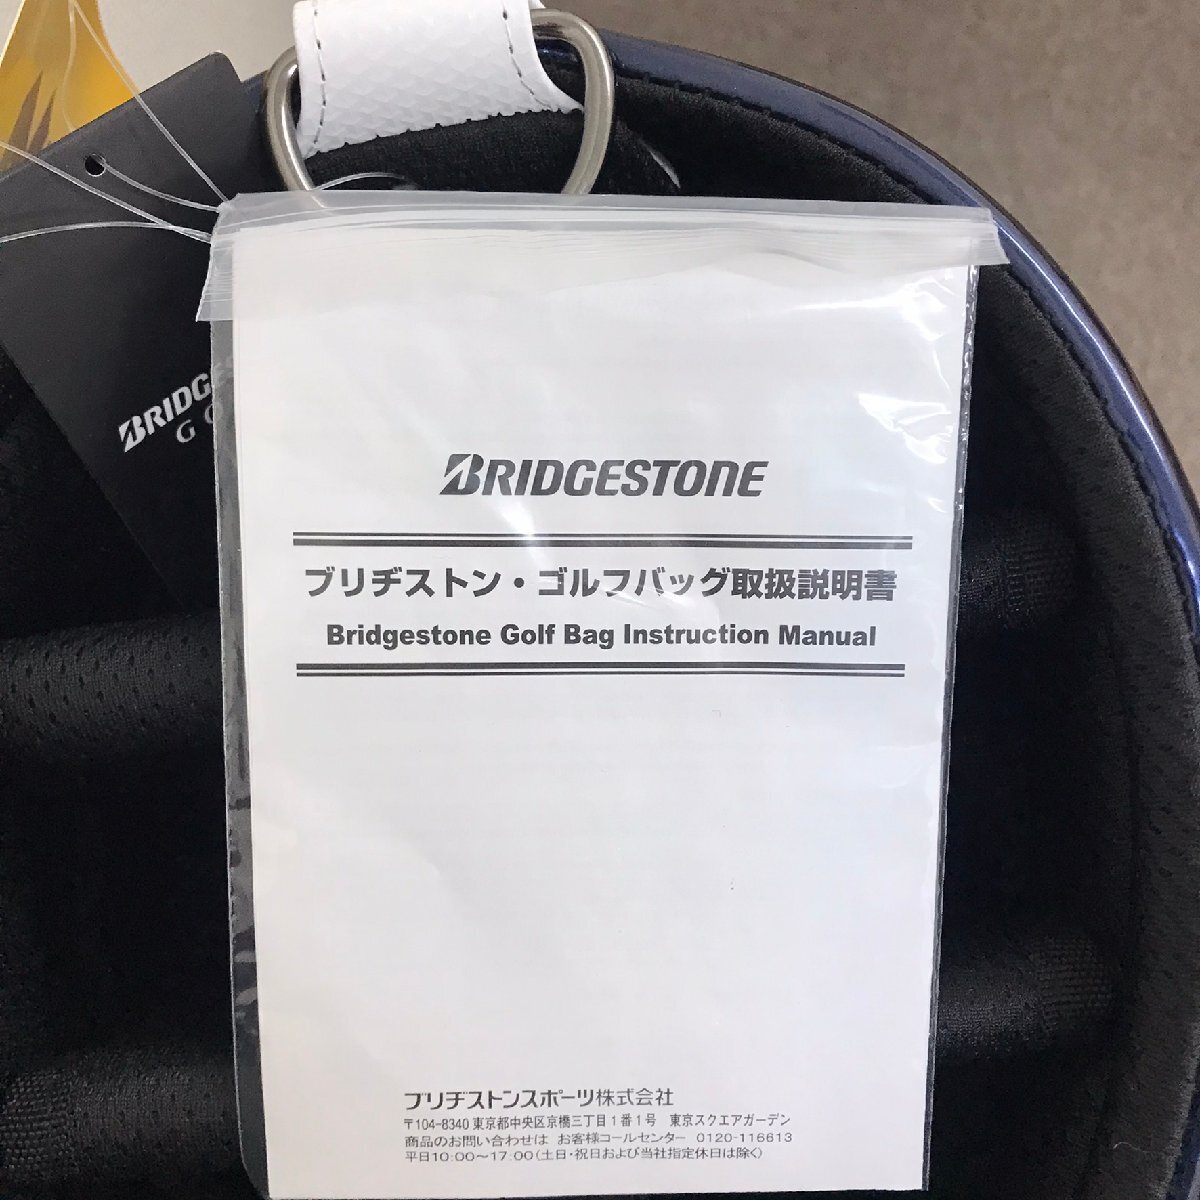 BRIDGESTONE
ブリヂストン・ゴルフバッグ取扱説明書
Bridgestone Golf Bag Instruction Manual
ブリヂストンスポーツ株式会社
〒104-8340 東京都中央区京橋三丁目1番1号 東京スクエアガーデン
商品のお問い合わせは お客様コールセンター 0120-116613
平日10:00～17:00(土日・祝日および当社指定休日は除く)